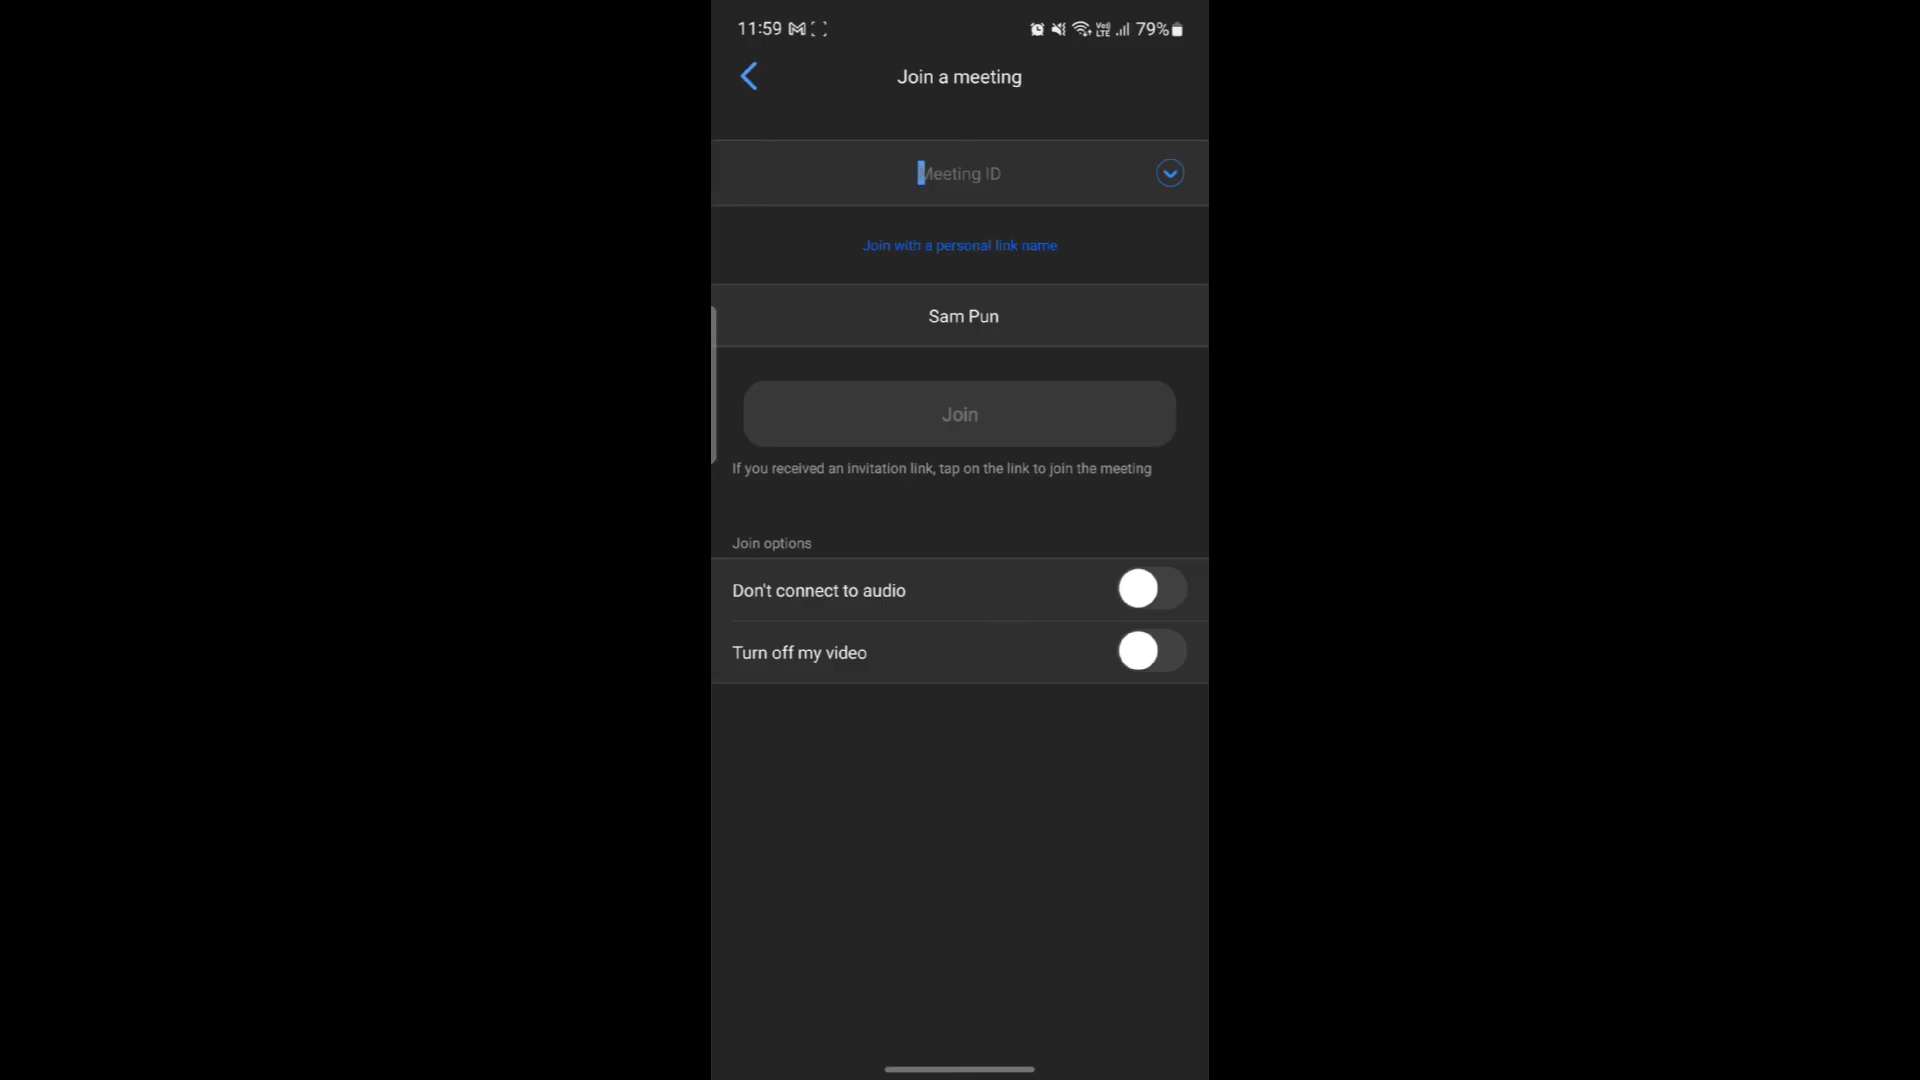 11:59 Vo) LTE 79%
Join a meeting
Meeting ID
Join with a personal link name
Sam Pun
Join
If you received an invitation link, tap on the link to join the meeting
Join options
Don't connect to audio
Turn off my video